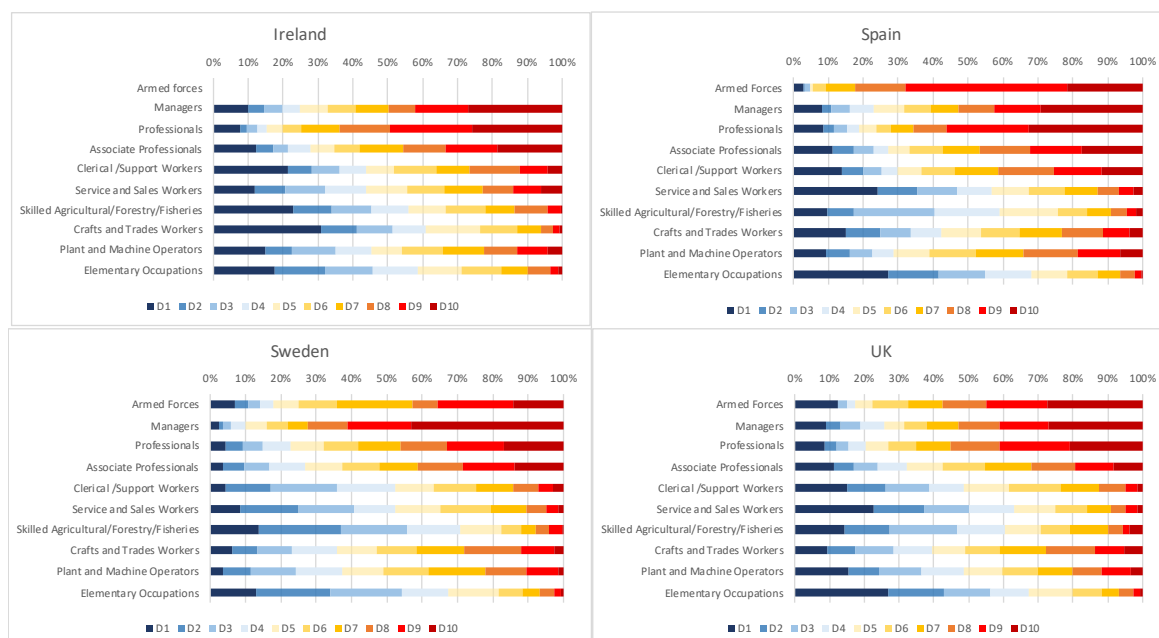 Ireland
0% 10% 20% 30% 40% 50% 60% 70% 80% 90% 100%
Armed forces
Managers
Professionals
Associate Professionals
Clerical /Support Workers
Service and Sales Workers
Skilled Agricultural/Forestry/Fisheries
Crafts and Trades Workers
Plant and Machine Operators
Elementary Occupations
D1 D2 D3 D4 D5 D6 D7 D8 D9 D10
Spain
0% 10% 20% 30% 40% 50% 60% 70% 80% 90% 100%
Armed Forces
Managers
Professionals
Associate Professionals
Clerical /Support Workers
Service and Sales Workers
Skilled Agricultural/Forestry/Fisheries
Crafts and Trades Workers
Plant and Machine Operators
Elementary Occupations
D1 D2 D3 D4 D5 D6 D7 D8 D9 D10
Sweden
0% 10% 20% 30% 40% 50% 60% 70% 80% 90% 100%
Armed Forces
Managers
Professionals
Associate Professionals
Clerical /Support Workers
Service and Sales Workers
Skilled Agricultural/Forestry/Fisheries
Crafts and Trades Workers
Plant and Machine Operators
Elementary Occupations
D1 D2 D3 D4 D5 D6 D7 D8 D9 D10
UK
0% 10% 20% 30% 40% 50% 60% 70% 80% 90% 100%
Armed Forces
Managers
Professionals
Associate Professionals
Clerical /Support Workers
Service and Sales Workers
Skilled Agricultural/Forestry/Fisheries
Crafts and Trades Workers
Plant and Machine Operators
Elementary Occupations
D1 D2 D3 D4 D5 D6 D7 D8 D9 D10